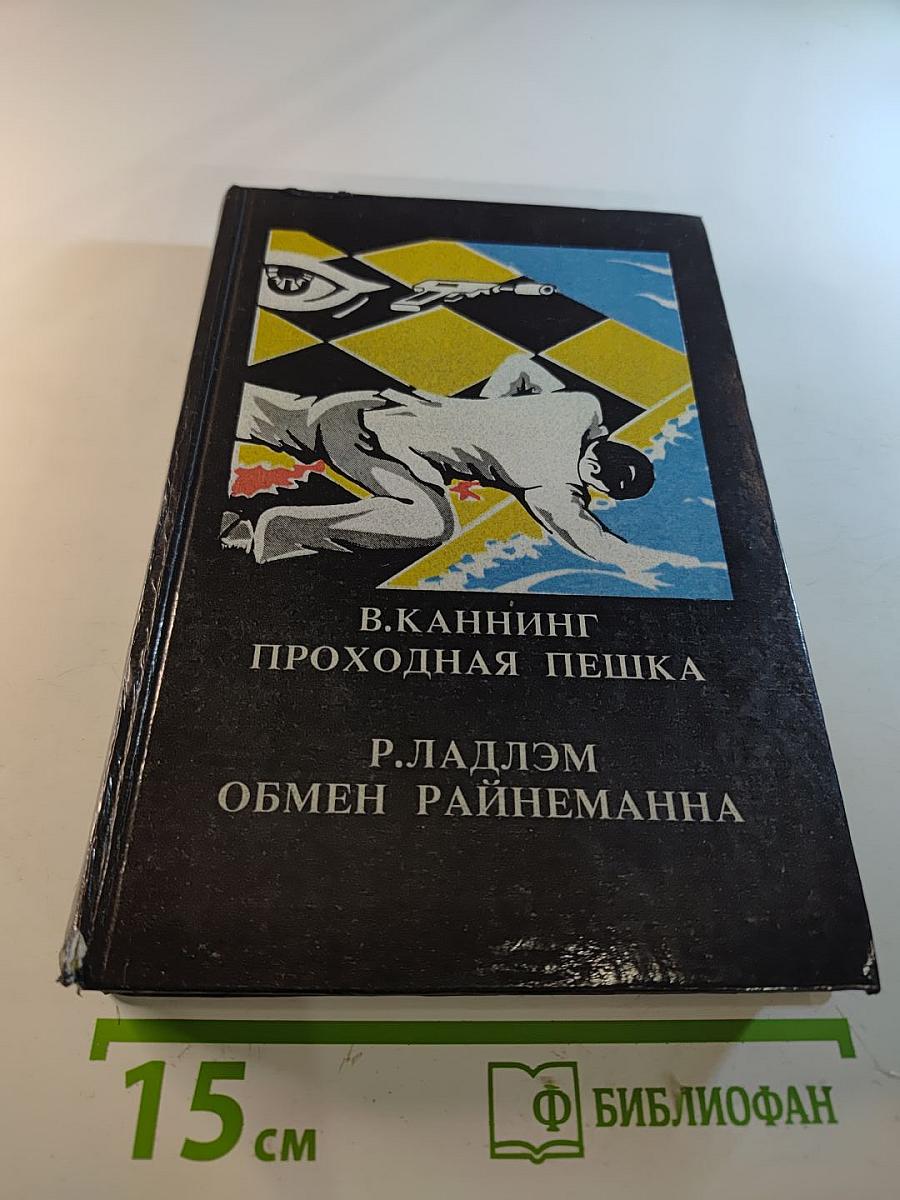 В.КАННИНГ
ПРОХОДНАЯ ПЕШКА
Р.ЛАДЛЭМ
ОБМЕН РАЙНЕМАННА
15 см
Ф БИБЛИОФАН